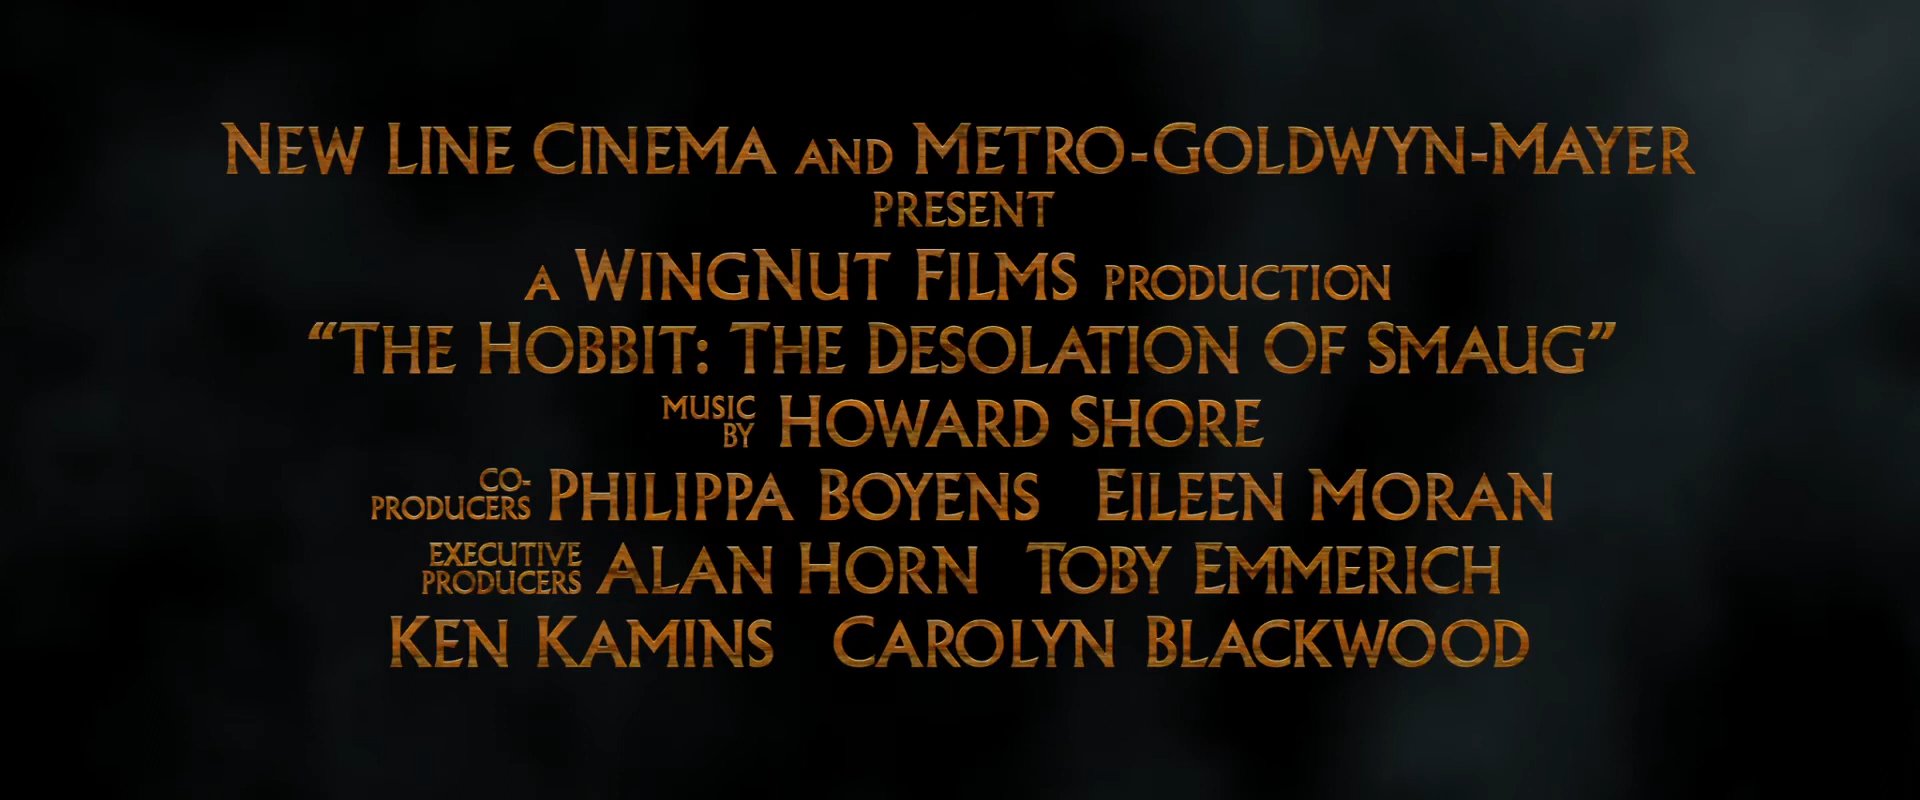 New Line Cinema and Metro-Goldwyn-Mayer
present
a WingNut Films production
“The Hobbit: The Desolation Of Smaug”
music by Howard Shore
co-producers Philippa Boyens Eileen Moran
executive producers Alan Horn Toby Emmerich
Ken Kamins Carolyn Blackwood